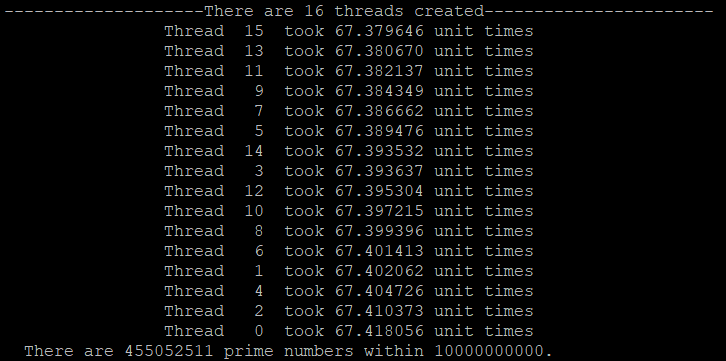 --------------------There are 16 threads created-----------------------
Thread  15  took 67.379646 unit times
Thread  13  took 67.380670 unit times
Thread  11  took 67.382137 unit times
Thread   9  took 67.384349 unit times
Thread   7  took 67.386662 unit times
Thread   5  took 67.389476 unit times
Thread  14  took 67.393532 unit times
Thread   3  took 67.393637 unit times
Thread  12  took 67.395304 unit times
Thread  10  took 67.397215 unit times
Thread   8  took 67.399396 unit times
Thread   6  took 67.401413 unit times
Thread   1  took 67.402062 unit times
Thread   4  took 67.404726 unit times
Thread   2  took 67.410373 unit times
Thread   0  took 67.418056 unit times
There are 455052511 prime numbers within 10000000000.